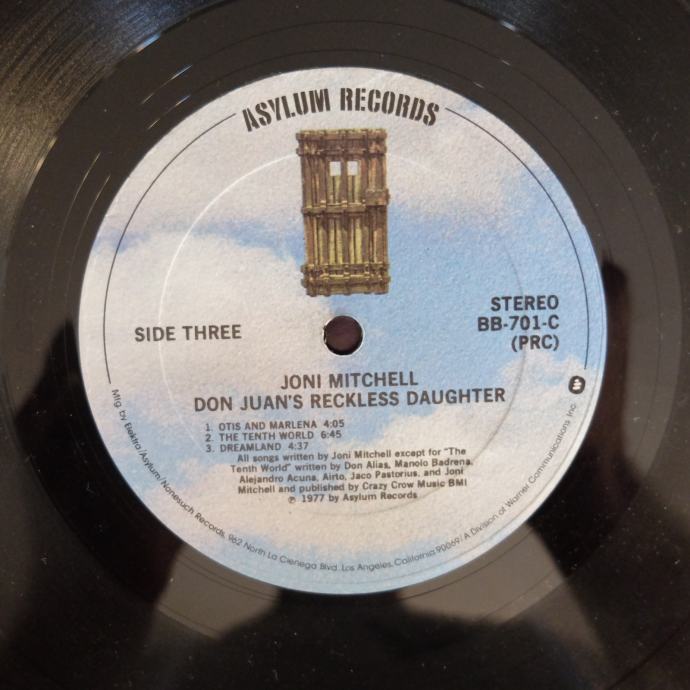 ASYLUM RECORDS
STEREO
SIDE THREE
BB-701-C
(PRC)
JONI MITCHELL
DON JUAN'S RECKLESS DAUGHTER
1. OTIS AND MARLENA 4:05
2. THE TENTH WORLD 6:45
3. DREAMLAND 4:37
All songs written by Joni Mitchell except for "The
Tenth World" written by Don Alias, Manolo Badrena,
Alejandro Acuna, Airto, Jaco Pastorius, and Joni
Mitchell and published by Crazy Crow Music BMI
℗ 1977 by Asylum Records
Mfg. by Elektra/Asylum/Nonesuch Records, 962 North La Cienega Blvd. Los Angeles, California 90069/A Division of Warner Communications Inc.